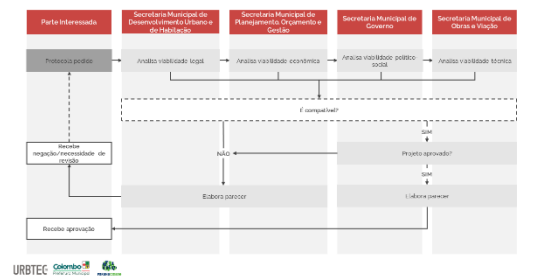 Parte Interessada
Secretaria Municipal de
Desenvolvimento Urbano e
de Habitação
Secretaria Municipal de
Planejamento, Orçamento e
Gestão
Secretaria Municipal de
Governo
Secretaria Municipal de
Obras e Viação
Protocola pedido
Analisa viabilidade legal
Analisa viabilidade econômica
Analisa viabilidade político-
social
Analisa viabilidade técnica
É compatível?
SIM
Recebe
negação/necessidade de
revisão
NÃO
Projeto aprovado?
SIM
Elabora parecer
Elabora parecer
Recebe aprovação
URBTEC
Colombo